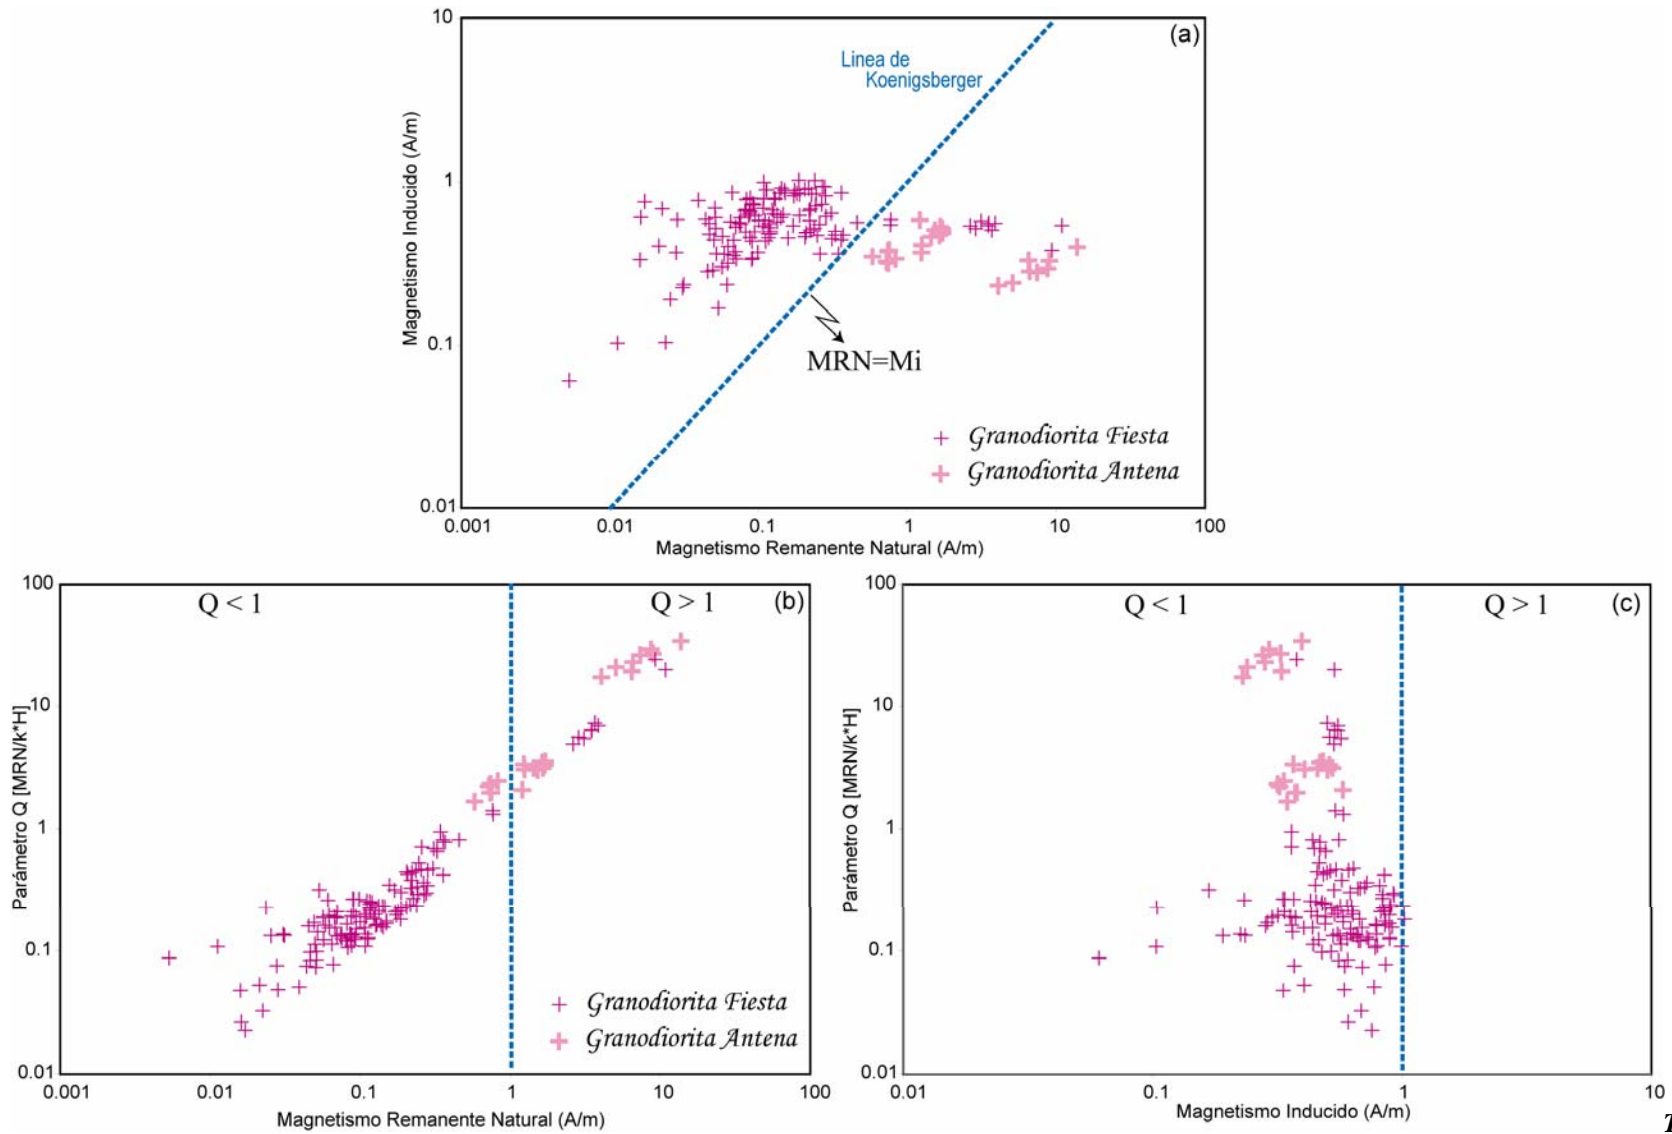 (a)
10
1
0.1
0.01
Magnetismo Inducido (A/m)
Linea de
Koenigsberger
MRN=Mi
Granodiorita Fiesta
Granodiorita Antena
0.001
0.01
0.1
1
10
100
Magnetismo Remanente Natural (A/m)
(b)
Q < 1
Q > 1
100
10
1
0.1
0.01
Parámetro Q [MRN/k*H]
Granodiorita Fiesta
Granodiorita Antena
0.001
0.01
0.1
1
10
100
Magnetismo Remanente Natural (A/m)
(c)
Q < 1
Q > 1
100
10
1
0.1
0.01
Parámetro Q [MRN/k*H]
0.01
0.1
1
10
Magnetismo Inducido (A/m)